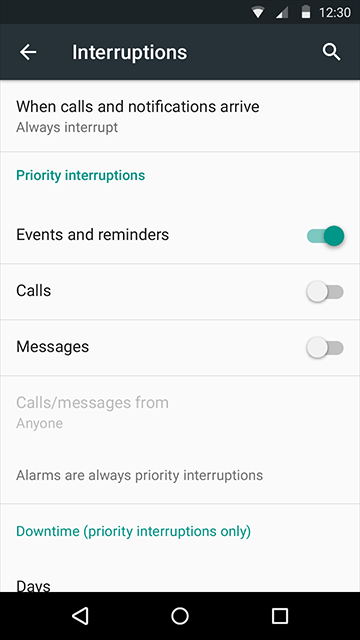 12:30
Interruptions
When calls and notifications arrive
Always interrupt
Priority interruptions
Events and reminders
Calls
Messages
Calls/messages from
Anyone
Alarms are always priority interruptions
Downtime (priority interruptions only)
Days